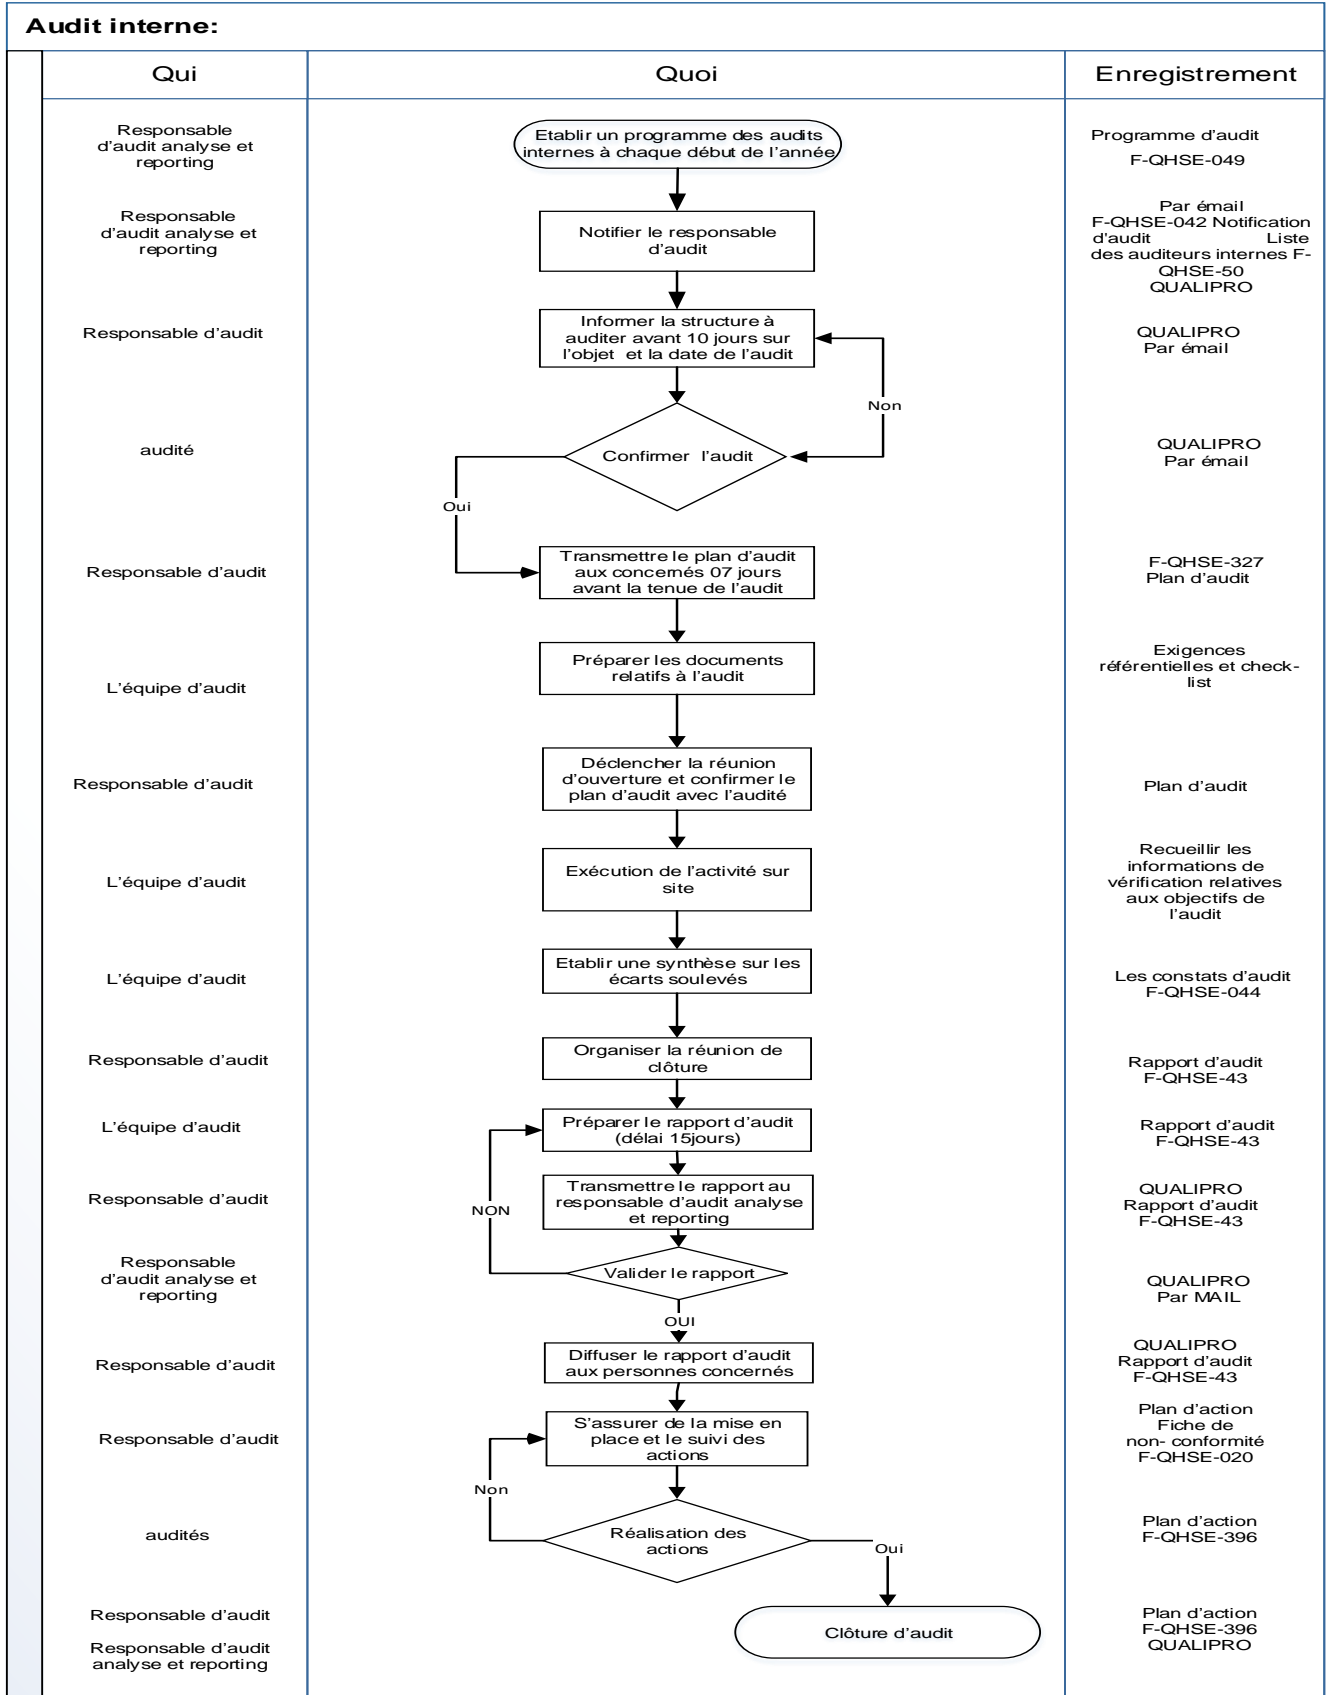 Audit interne:
Qui
Quoi
Enregistrement
Responsable
d'audit analyse et
reporting
Etablir un programme des audits
internes à chaque début de l'année
Programme d'audit
F-QHSE-049
Responsable
d'audit analyse et
reporting
Notifier le responsable
d'audit
Par émail
F-QHSE-042 Notification
d'audit Liste
des auditeurs internes F-
QHSE-50
QUALIPRO
Responsable d'audit
Informer la structure à
auditer avant 10 jours sur
l'objet et la date de l'audit
QUALIPRO
Par émail
Non
audité
Confirmer l'audit
QUALIPRO
Par émail
Oui
Responsable d'audit
Transmettre le plan d'audit
aux concernés 07 jours
avant la tenue de l'audit
F-QHSE-327
Plan d'audit
L'équipe d'audit
Préparer les documents
relatifs à l'audit
Exigences
référentielles et check-
list
Responsable d'audit
Déclencher la réunion
d'ouverture et confirmer le
plan d'audit avec l'audité
Plan d'audit
L'équipe d'audit
Exécution de l'activité sur
site
Recueillir les
informations de
vérification relatives
aux objectifs de
l'audit
L'équipe d'audit
Etablir une synthèse sur les
écarts soulevés
Les constats d'audit
F-QHSE-044
Responsable d'audit
Organiser la réunion de
clôture
Rapport d'audit
F-QHSE-43
L'équipe d'audit
Préparer le rapport d'audit
(délai 15jours)
Rapport d'audit
F-QHSE-43
Responsable d'audit
Transmettre le rapport au
responsable d'audit analyse
et reporting
QUALIPRO
Rapport d'audit
F-QHSE-43
NON
Responsable
d'audit analyse et
reporting
Valider le rapport
QUALIPRO
Par MAIL
OUI
Responsable d'audit
Diffuser le rapport d'audit
aux personnes concernés
QUALIPRO
Rapport d'audit
F-QHSE-43
Responsable d'audit
S'assurer de la mise en
place et le suivi des
actions
Plan d'action
Fiche de
non- conformité
F-QHSE-020
Non
audités
Réalisation des
actions
Plan d'action
F-QHSE-396
Oui
Responsable d'audit
Responsable d'audit
analyse et reporting
Clôture d'audit
Plan d'action
F-QHSE-396
QUALIPRO